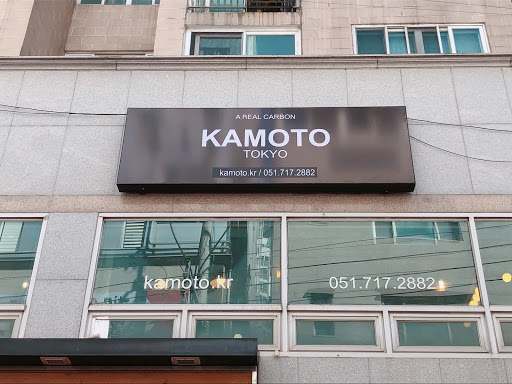 A REAL CARBON
KAMOTO
TOKYO
kamoto.kr / 051.717.2882
kamoto.kr
051.717.2882